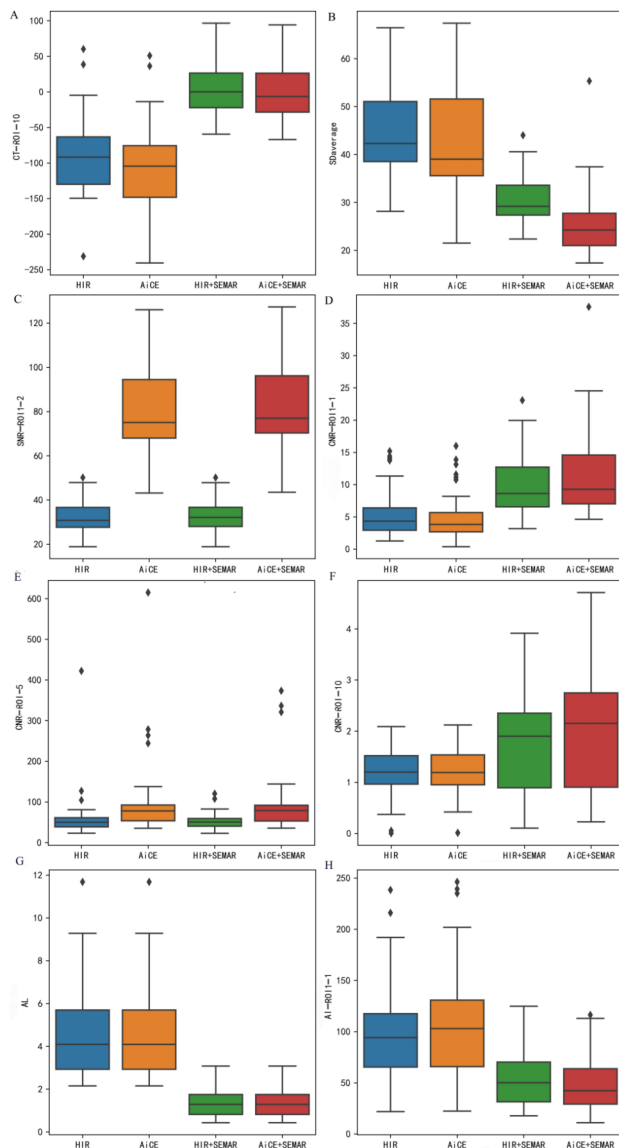 A
B
100
50
0
-50
-100
-150
-200
-250
CT-ROI-10
HIR
AiCE
HIR+SEMAR
AiCE+SEMAR
60
50
40
30
20
SDaverage
HIR
AiCE
HIR+SEMAR
AiCE+SEMAR
C
D
120
100
80
60
40
20
SNR-ROI1-2
HIR
AiCE
HIR+SEMAR
AiCE+SEMAR
35
30
25
20
15
10
5
0
CNR-ROI1-1
HIR
AiCE
HIR+SEMAR
AiCE+SEMAR
E
F
600
500
400
300
200
100
0
CNR-ROI-5
HIR
AiCE
HIR+SEMAR
AiCE+SEMAR
4
3
2
1
0
CNR-ROI-10
HIR
AiCE
HIR+SEMAR
AiCE+SEMAR
G
H
12
10
8
6
4
2
0
AL
HIR
AiCE
HIR+SEMAR
AiCE+SEMAR
250
200
150
100
50
0
AI-ROI1-1
HIR
AiCE
HIR+SEMAR
AiCE+SEMAR